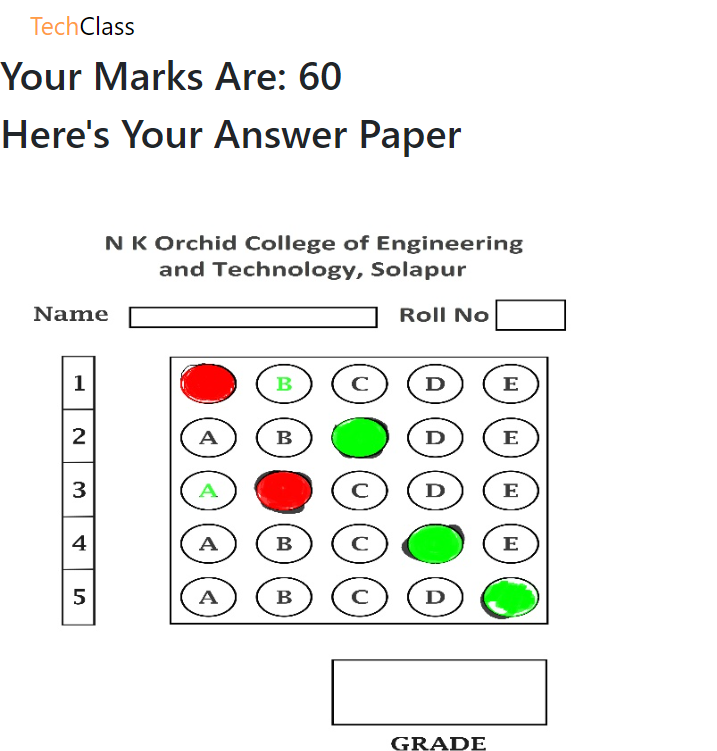 TechClass
Your Marks Are: 60
Here's Your Answer Paper
N K Orchid College of Engineering
and Technology, Solapur
Name Roll No
1 B C D E
2 A B D E
3 A C D E
4 A B C E
5 A B C D
GRADE